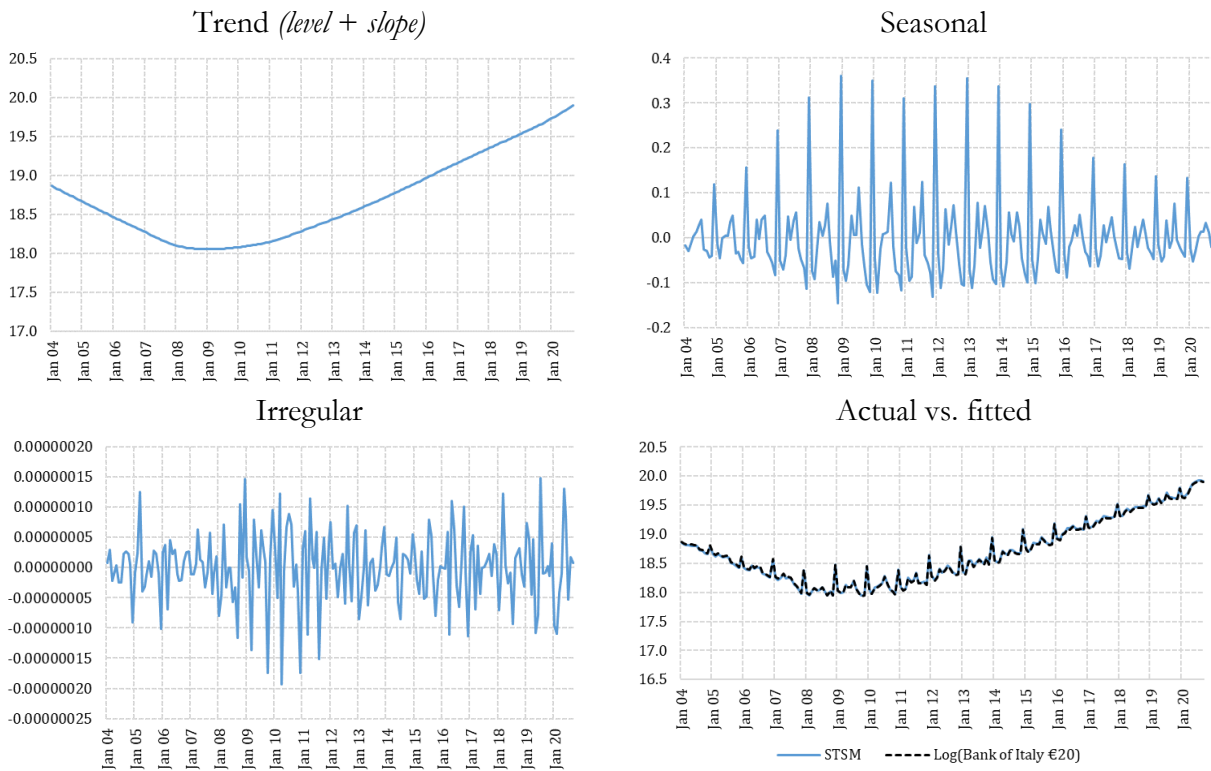 Trend (level + slope)
20.5
20.0
19.5
19.0
18.5
18.0
17.5
17.0
Jan 04
Jan 05
Jan 06
Jan 07
Jan 08
Jan 09
Jan 10
Jan 11
Jan 12
Jan 13
Jan 14
Jan 15
Jan 16
Jan 17
Jan 18
Jan 19
Jan 20
Seasonal
0.4
0.3
0.2
0.1
0.0
-0.1
-0.2
Jan 04
Jan 05
Jan 06
Jan 07
Jan 08
Jan 09
Jan 10
Jan 11
Jan 12
Jan 13
Jan 14
Jan 15
Jan 16
Jan 17
Jan 18
Jan 19
Jan 20
Irregular
0.00000020
0.00000015
0.00000010
0.00000005
0.00000000
-0.00000005
-0.00000010
-0.00000015
-0.00000020
-0.00000025
Jan 04
Jan 05
Jan 06
Jan 07
Jan 08
Jan 09
Jan 10
Jan 11
Jan 12
Jan 13
Jan 14
Jan 15
Jan 16
Jan 17
Jan 18
Jan 19
Jan 20
Actual vs. fitted
20.5
20.0
19.5
19.0
18.5
18.0
17.5
17.0
16.5
Jan 04
Jan 05
Jan 06
Jan 07
Jan 08
Jan 09
Jan 10
Jan 11
Jan 12
Jan 13
Jan 14
Jan 15
Jan 16
Jan 17
Jan 18
Jan 19
Jan 20
STSM
Log(Bank of Italy €20)